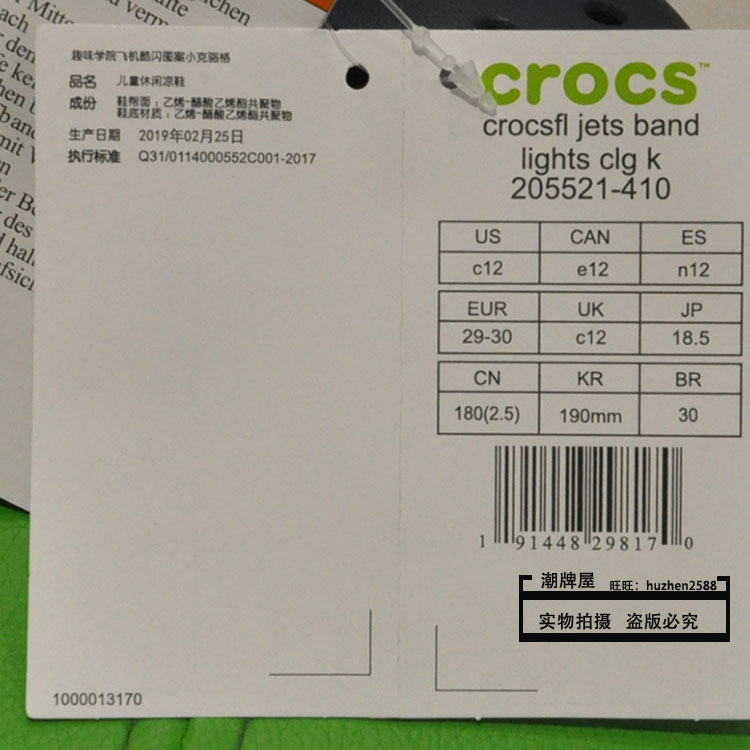 趣味学院飞机酷闪图案小克骆格
品名 儿童休闲凉鞋
成份 鞋帮面：乙烯-醋酸乙烯酯共聚物
鞋底材质：乙烯-醋酸乙烯酯共聚物
生产日期 2019年02月25日
执行标准 Q31/0114000552C001-2017
1000013170
crocs™
crocsfl jets band
lights clg k
205521-410
US CAN ES
c12 e12 n12
EUR UK JP
29-30 c12 18.5
CN KR BR
180(2.5) 190mm 30
1 91448 29817 0
潮牌屋 旺旺：huzhen2588
实物拍摄 盗版必究